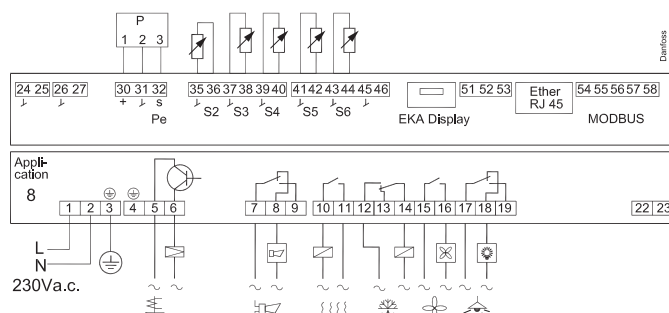 P
1 2 3
Danfoss
24 25 26 27 30 31 32 35 36 37 38 39 40 41 42 43 44 45 46 51 52 53 Ether RJ 45 54 55 56 57 58
+ s S2 S3 S4 S5 S6
Pe EKA Display MODBUS
Appli-
cation
8
1 2 3 4 5 6 7 8 9 10 11 12 13 14 15 16 17 18 19 22 23
L
N
230Va.c.